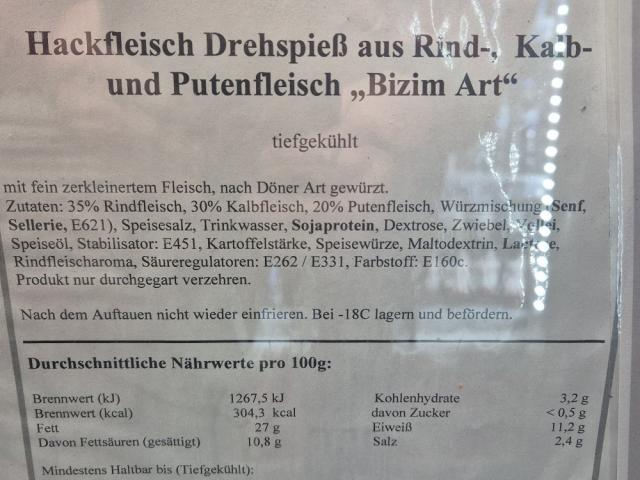 Hackfleisch Drehspieß aus Rind-, Kalb-
und Putenfleisch „Bizim Art“
tiefgekühlt
mit fein zerkleinertem Fleisch, nach Döner Art gewürzt.
Zutaten: 35% Rindfleisch, 30% Kalbfleisch, 20% Putenfleisch, Würzmischung (Senf,
Sellerie, E621), Speisesalz, Trinkwasser, Sojaprotein, Dextrose, Zwiebel, Vollei,
Speiseöl, Stabilisator: E451, Kartoffelstärke, Speisewürze, Maltodextrin, Lactose,
Rindfleischaroma, Säureregulatoren: E262 / E331, Farbstoff: E160c.
Produkt nur durchgegart verzehren.
Nach dem Auftauen nicht wieder einfrieren. Bei -18C lagern und befördern.
Durchschnittliche Nährwerte pro 100g:
Brennwert (kJ) 1267,5 kJ Kohlenhydrate 3,2 g
Brennwert (kcal) 304,3 kcal davon Zucker < 0,5 g
Fett 27 g Eiweiß 11,2 g
Davon Fettsäuren (gesättigt) 10,8 g Salz 2,4 g
Mindestens Haltbar bis (Tiefgekühlt):